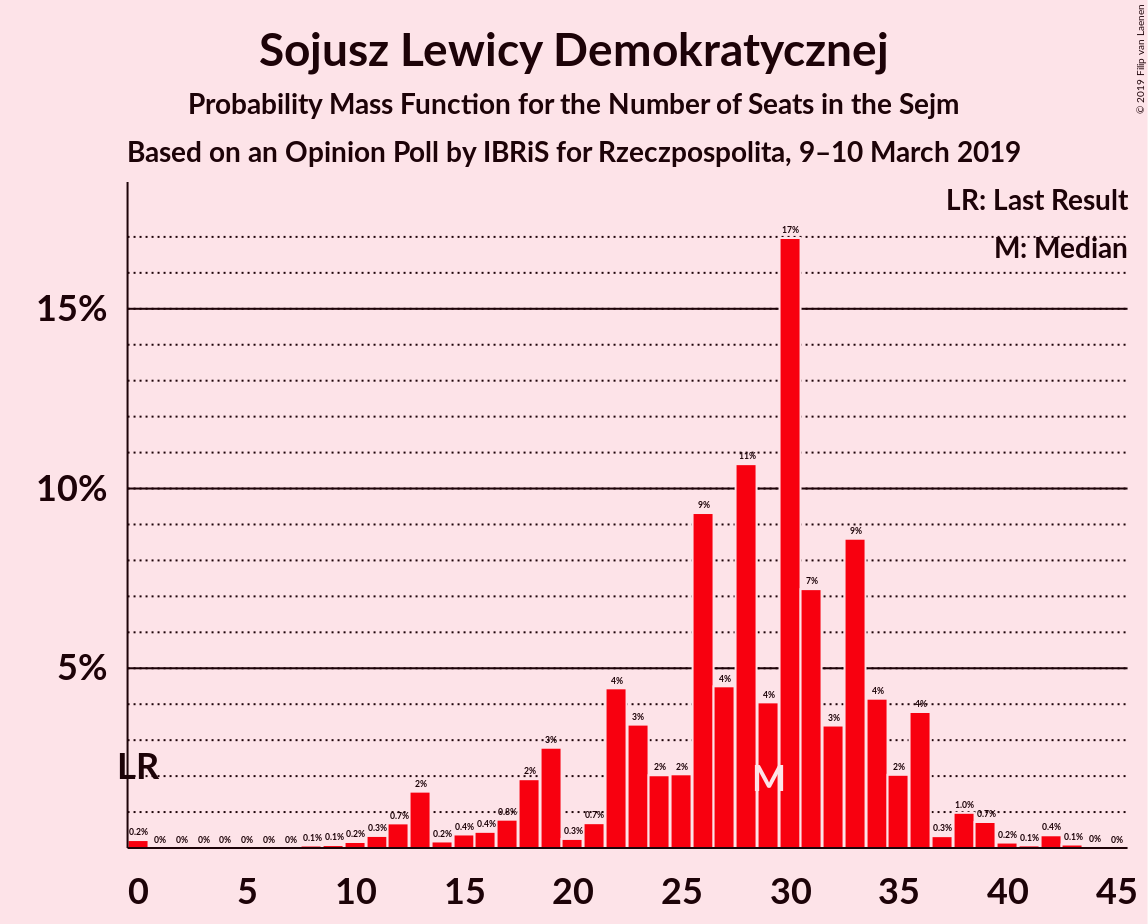 Sojusz Lewicy Demokratycznej
Probability Mass Function for the Number of Seats in the Sejm
Based on an Opinion Poll by IBRiS for Rzeczpospolita, 9–10 March 2019
© 2019 Filip van Laenen
LR: Last Result
M: Median
15%
10%
5%
LR
M
0.2% 0% 0% 0% 0% 0% 0% 0% 0.1% 0.1% 0.2% 0.3% 0.7% 2% 0.2% 0.4% 0.4% 0.8% 2% 3% 0.3% 0.7% 4% 3% 2% 2% 9% 4% 11% 4% 17% 7% 3% 9% 4% 2% 4% 0.3% 1.0% 0.7% 0.2% 0.1% 0.4% 0.1% 0% 0%
0 5 10 15 20 25 30 35 40 45